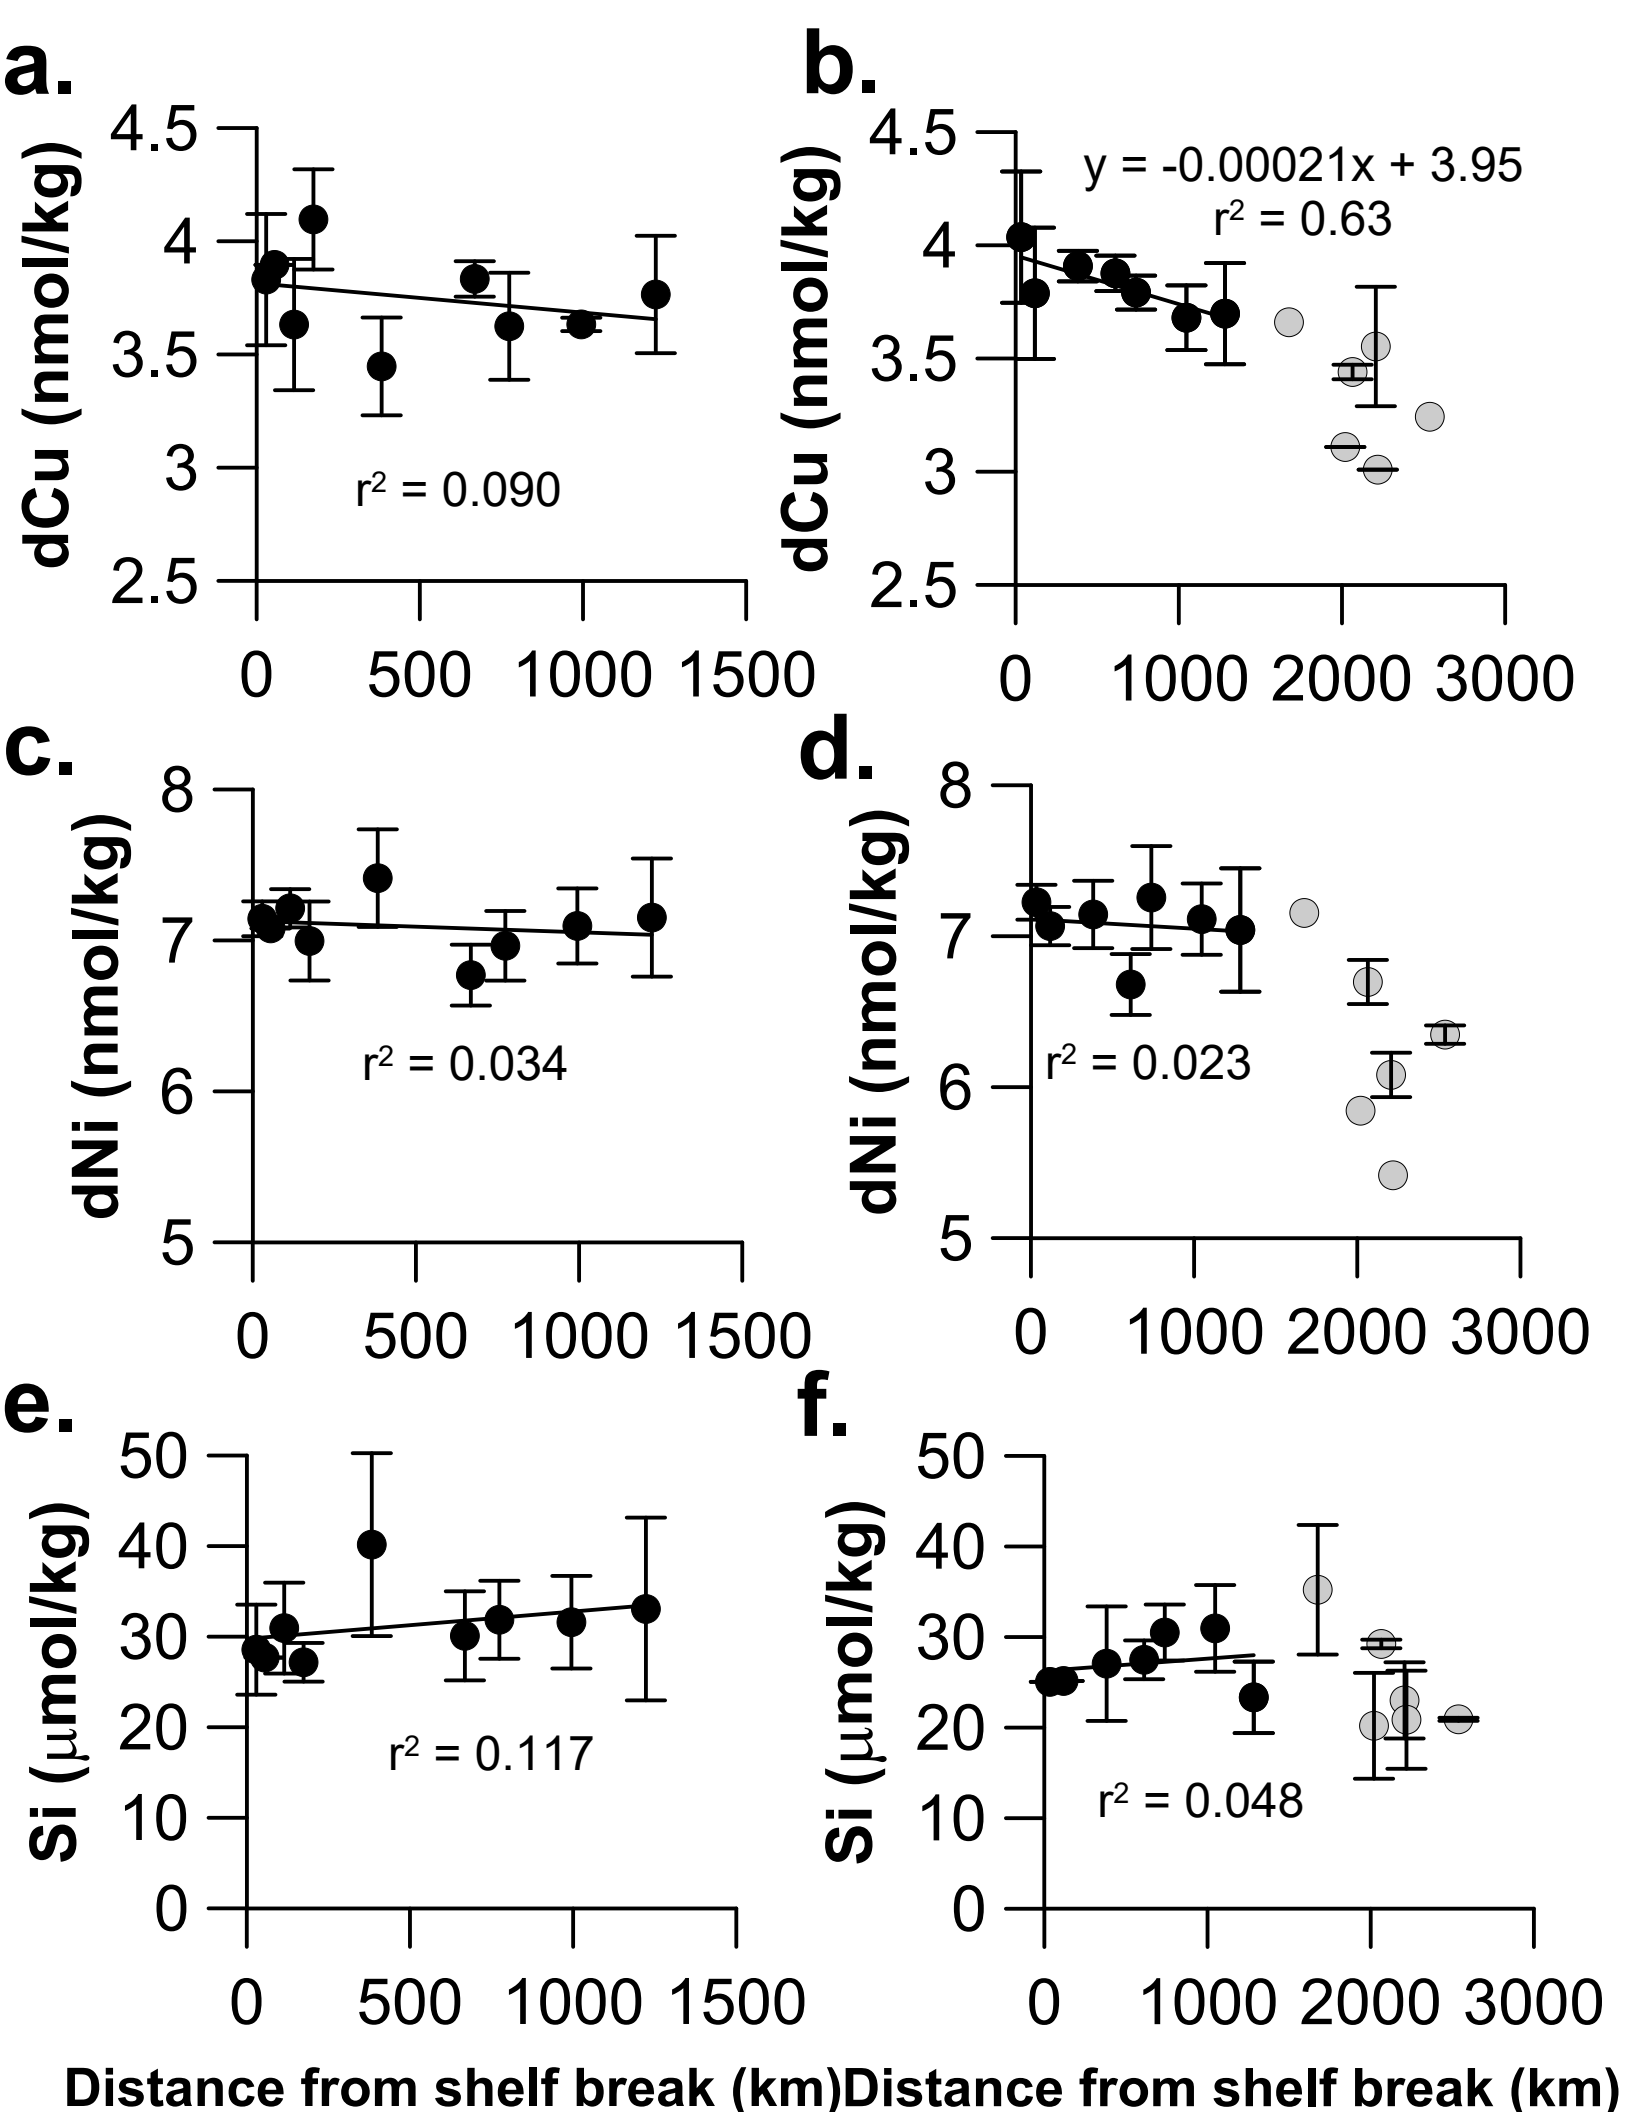 a.
dCu (nmol/kg)
4.5
4
3.5
3
2.5
r² = 0.090
0 500 1000 1500
b.
dCu (nmol/kg)
4.5
4
3.5
3
2.5
y = -0.00021x + 3.95
r² = 0.63
0 1000 2000 3000
c.
dNi (nmol/kg)
8
7
6
5
r² = 0.034
0 500 1000 1500
d.
dNi (nmol/kg)
8
7
6
5
r² = 0.023
0 1000 2000 3000
e.
Si (μmol/kg)
50
40
30
20
10
0
r² = 0.117
0 500 1000 1500
Distance from shelf break (km)
f.
Si (μmol/kg)
50
40
30
20
10
0
r² = 0.048
0 1000 2000 3000
Distance from shelf break (km)